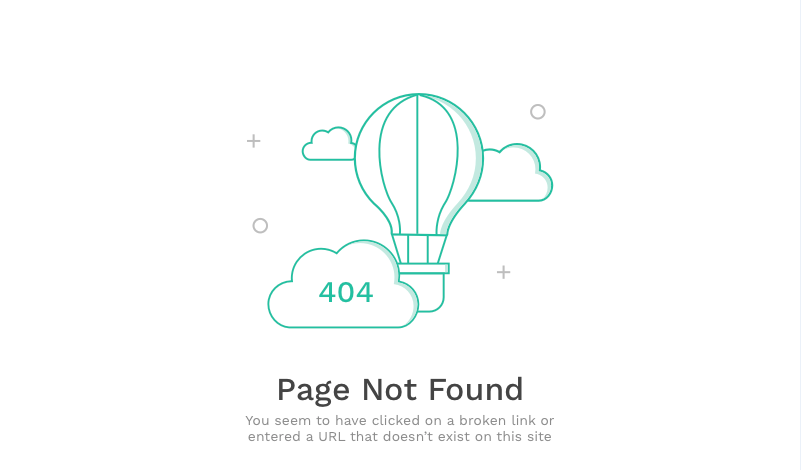 404
Page Not Found
You seem to have clicked on a broken link or
entered a URL that doesn’t exist on this site